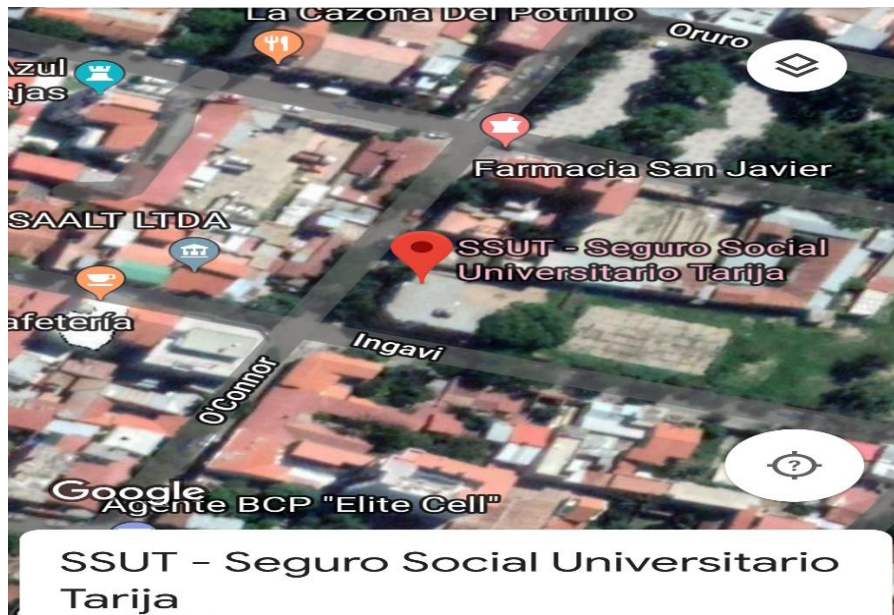 La Cazona Del Potrillo
Oruro
Azul
ajas
Farmacia San Javier
SAALT LTDA
SSUT - Seguro Social
Universitario Tarija
afetería
Ingavi
O'Connor
Google
Agente BCP "Elite Cell"
SSUT - Seguro Social Universitario
Tarija